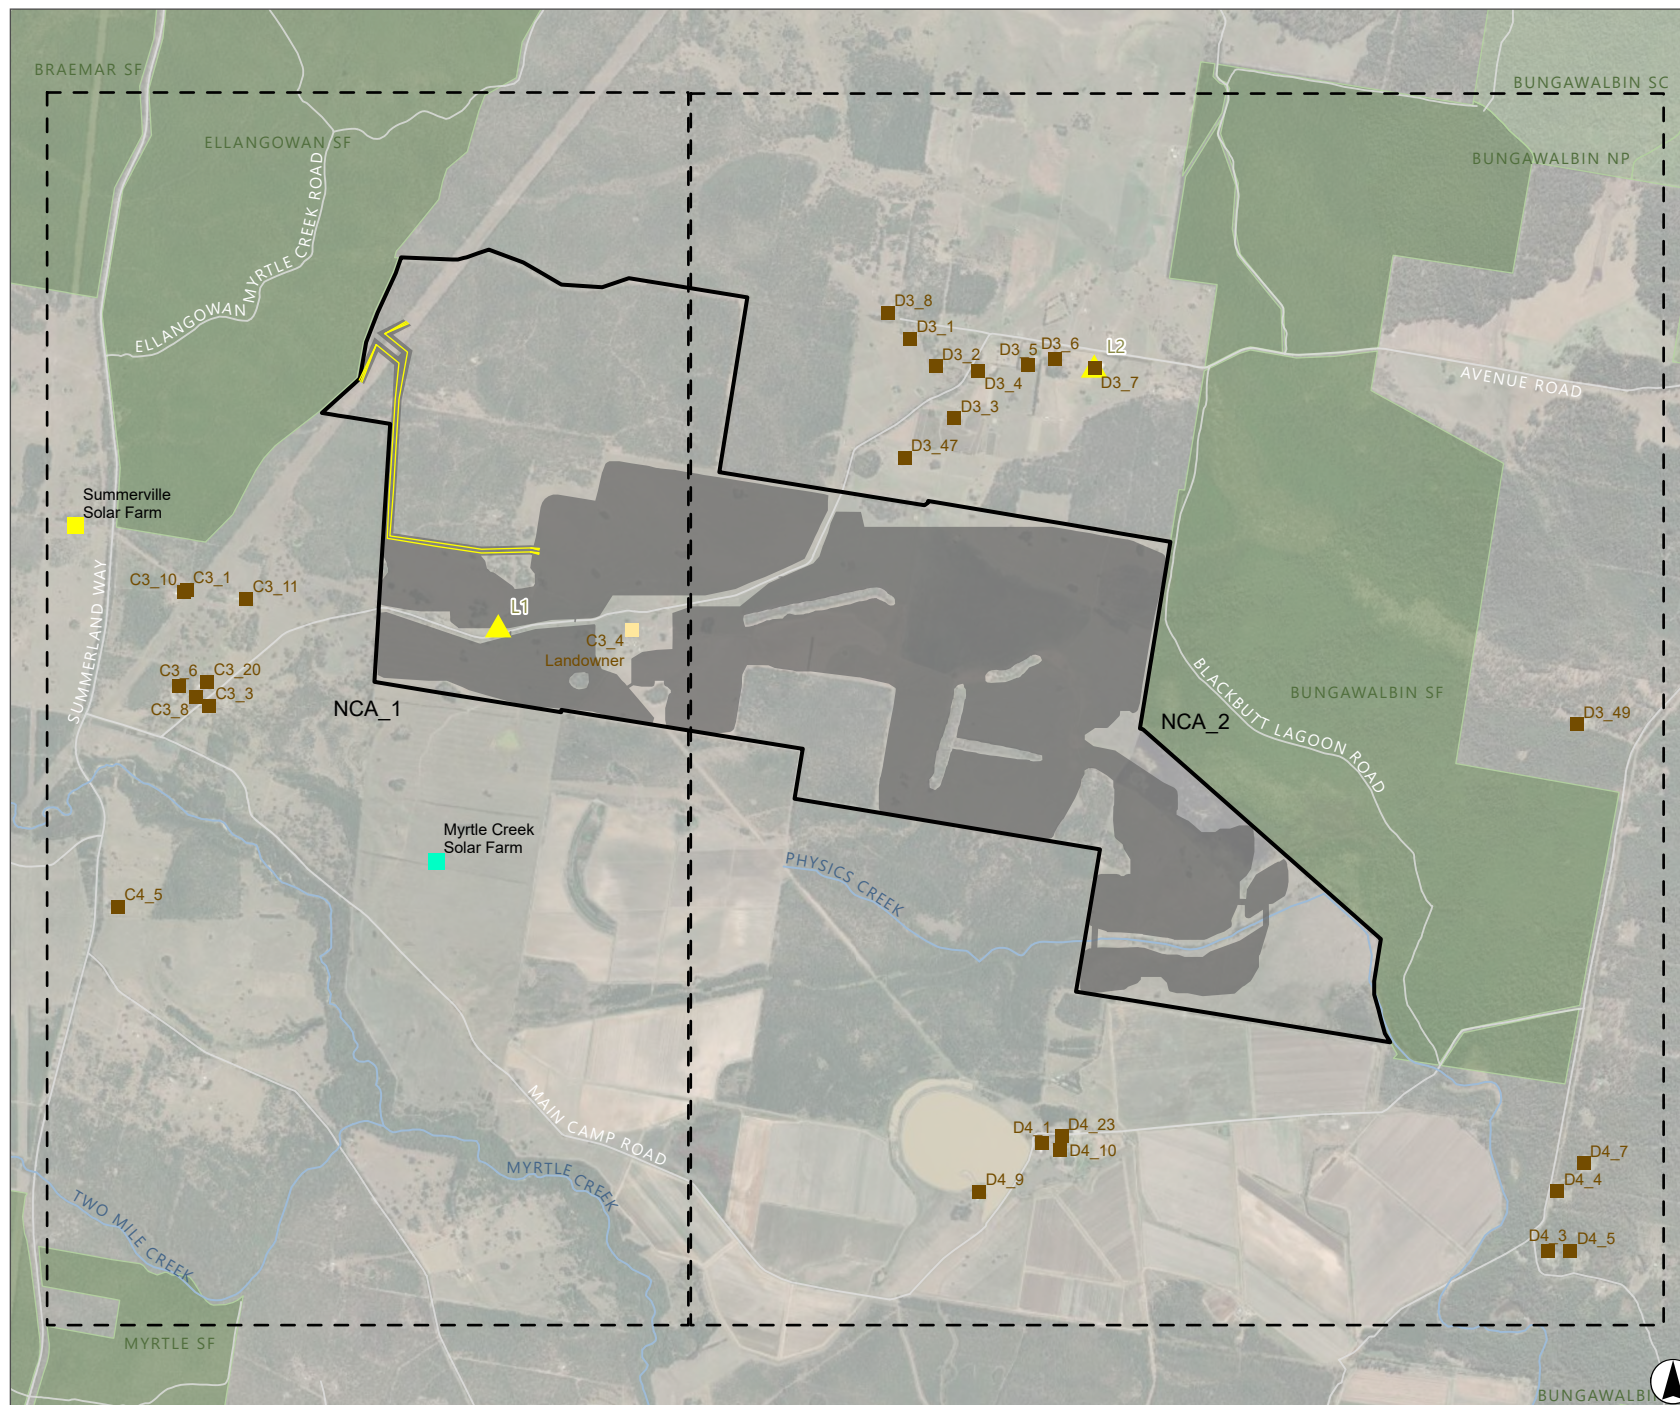 BRAEMAR SF
BUNGAWALBIN SC
ELLANGOWAN SF
BUNGAWALBIN NP
ELLANGOWAN MYRTLE CREEK ROAD
D3_8
D3_1
D3_2
D3_5
D3_6
L2
D3_4
D3_7
AVENUE ROAD
D3_3
D3_47
Summerville
Solar Farm
C3_10
C3_1
C3_11
L1
C3_4
Landowner
SUMMERLAND WAY
C3_6
C3_20
C3_3
C3_8
NCA_1
NCA_2
BLACKBUTT LAGOON ROAD
BUNGAWALBIN SF
D3_49
Myrtle Creek
Solar Farm
PHYSICS CREEK
C4_5
MAIN CAMP ROAD
D4_1
D4_23
D4_10
D4_9
D4_7
D4_4
D4_3
D4_5
MYRTLE CREEK
TWO MILE CREEK
MYRTLE SF